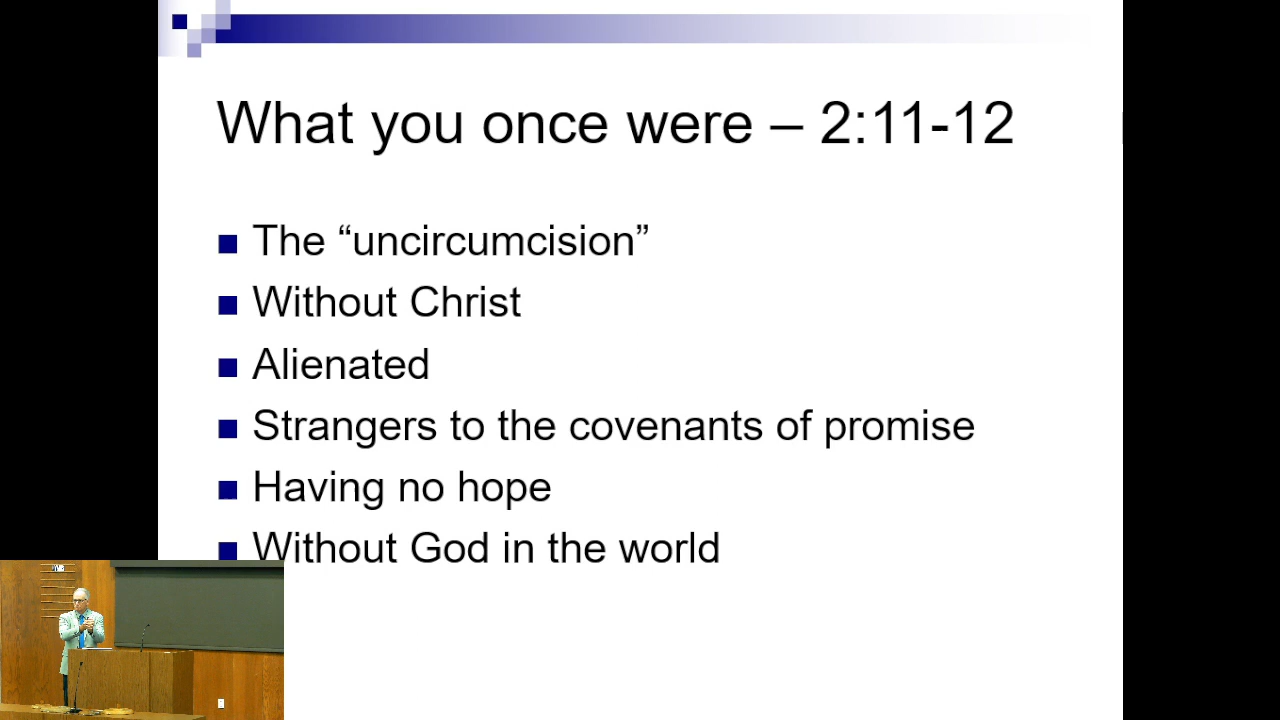 What you once were – 2:11-12
The “uncircumcision”
Without Christ
Alienated
Strangers to the covenants of promise
Having no hope
Without God in the world